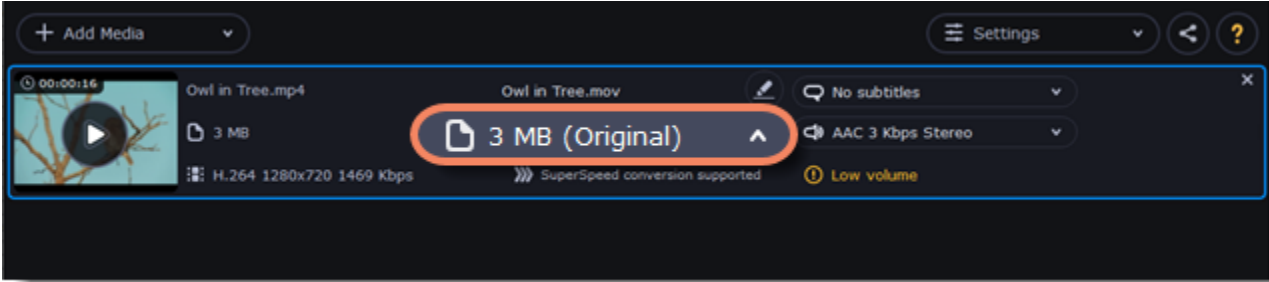 Add Media
Settings
?
00:00:16
Owl in Tree.mp4
Owl in Tree.mov
No subtitles
3 MB
3 MB (Original)
AAC 3 Kbps Stereo
H.264 1280x720 1469 Kbps
SuperSpeed conversion supported
Low volume